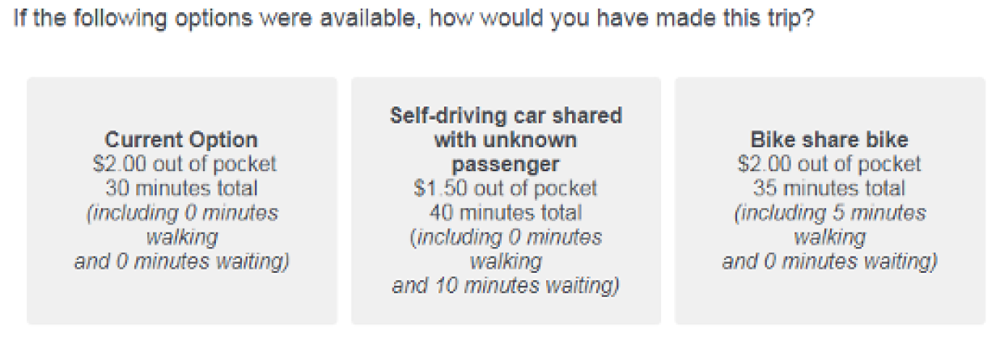 If the following options were available, how would you have made this trip?
Current Option
$2.00 out of pocket
30 minutes total
(including 0 minutes
walking
and 0 minutes waiting)
Self-driving car shared
with unknown
passenger
$1.50 out of pocket
40 minutes total
(including 0 minutes
walking
and 10 minutes waiting)
Bike share bike
$2.00 out of pocket
35 minutes total
(including 5 minutes
walking
and 0 minutes waiting)